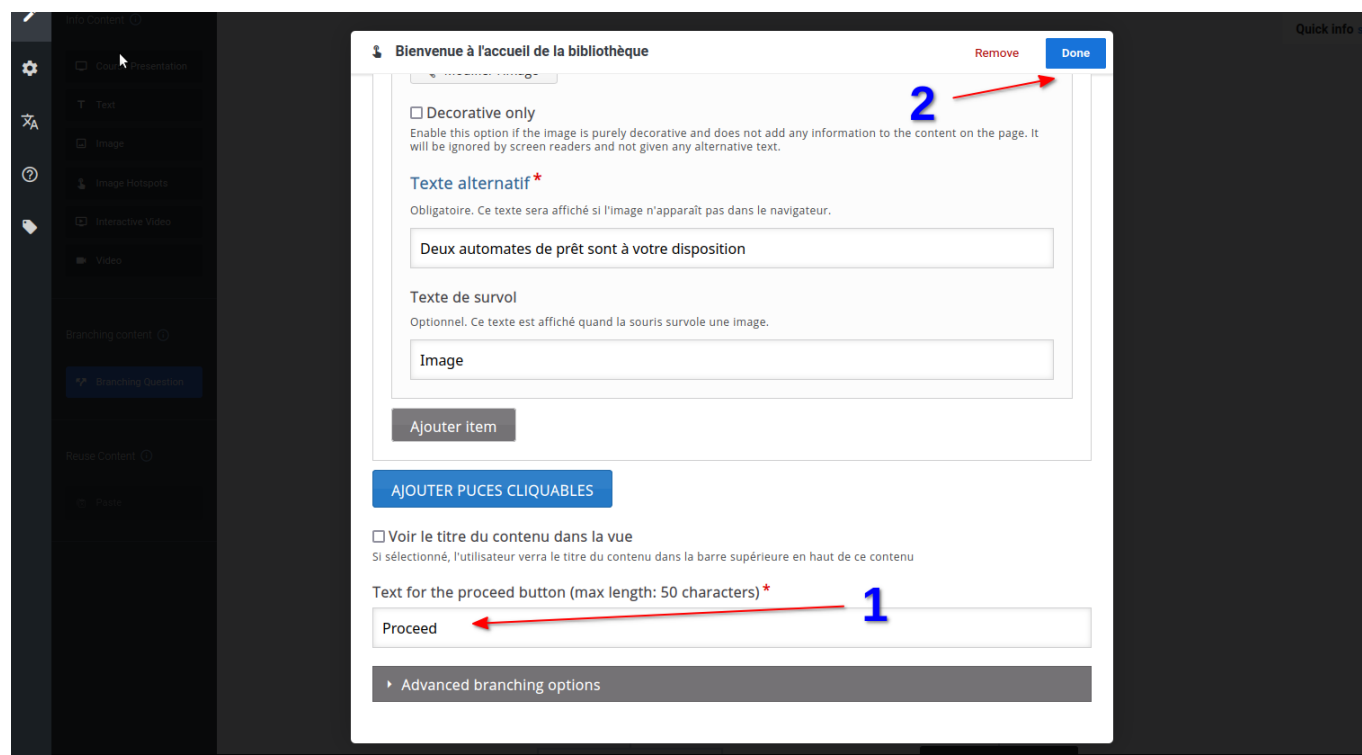 Info Content
Quick info
Course Presentation
Text
Image
Image Hotspots
Interactive Video
Video
Branching content
Branching Question
Reuse Content
Bienvenue à l'accueil de la bibliothèque
Remove
Done
2
Decorative only
Enable this option if the image is purely decorative and does not add any information to the content on the page. It
will be ignored by screen readers and not given any alternative text.
Texte alternatif *
Obligatoire. Ce texte sera affiché si l'image n'apparaît pas dans le navigateur.
Deux automates de prêt sont à votre disposition
Texte de survol
Optionnel. Ce texte est affiché quand la souris survole une image.
Image
Ajouter item
AJOUTER PUCES CLIQUABLES
Voir le titre du contenu dans la vue
Si sélectionné, l'utilisateur verra le titre du contenu dans la barre supérieure en haut de ce contenu
Text for the proceed button (max length: 50 characters) *
1
Proceed
Advanced branching options